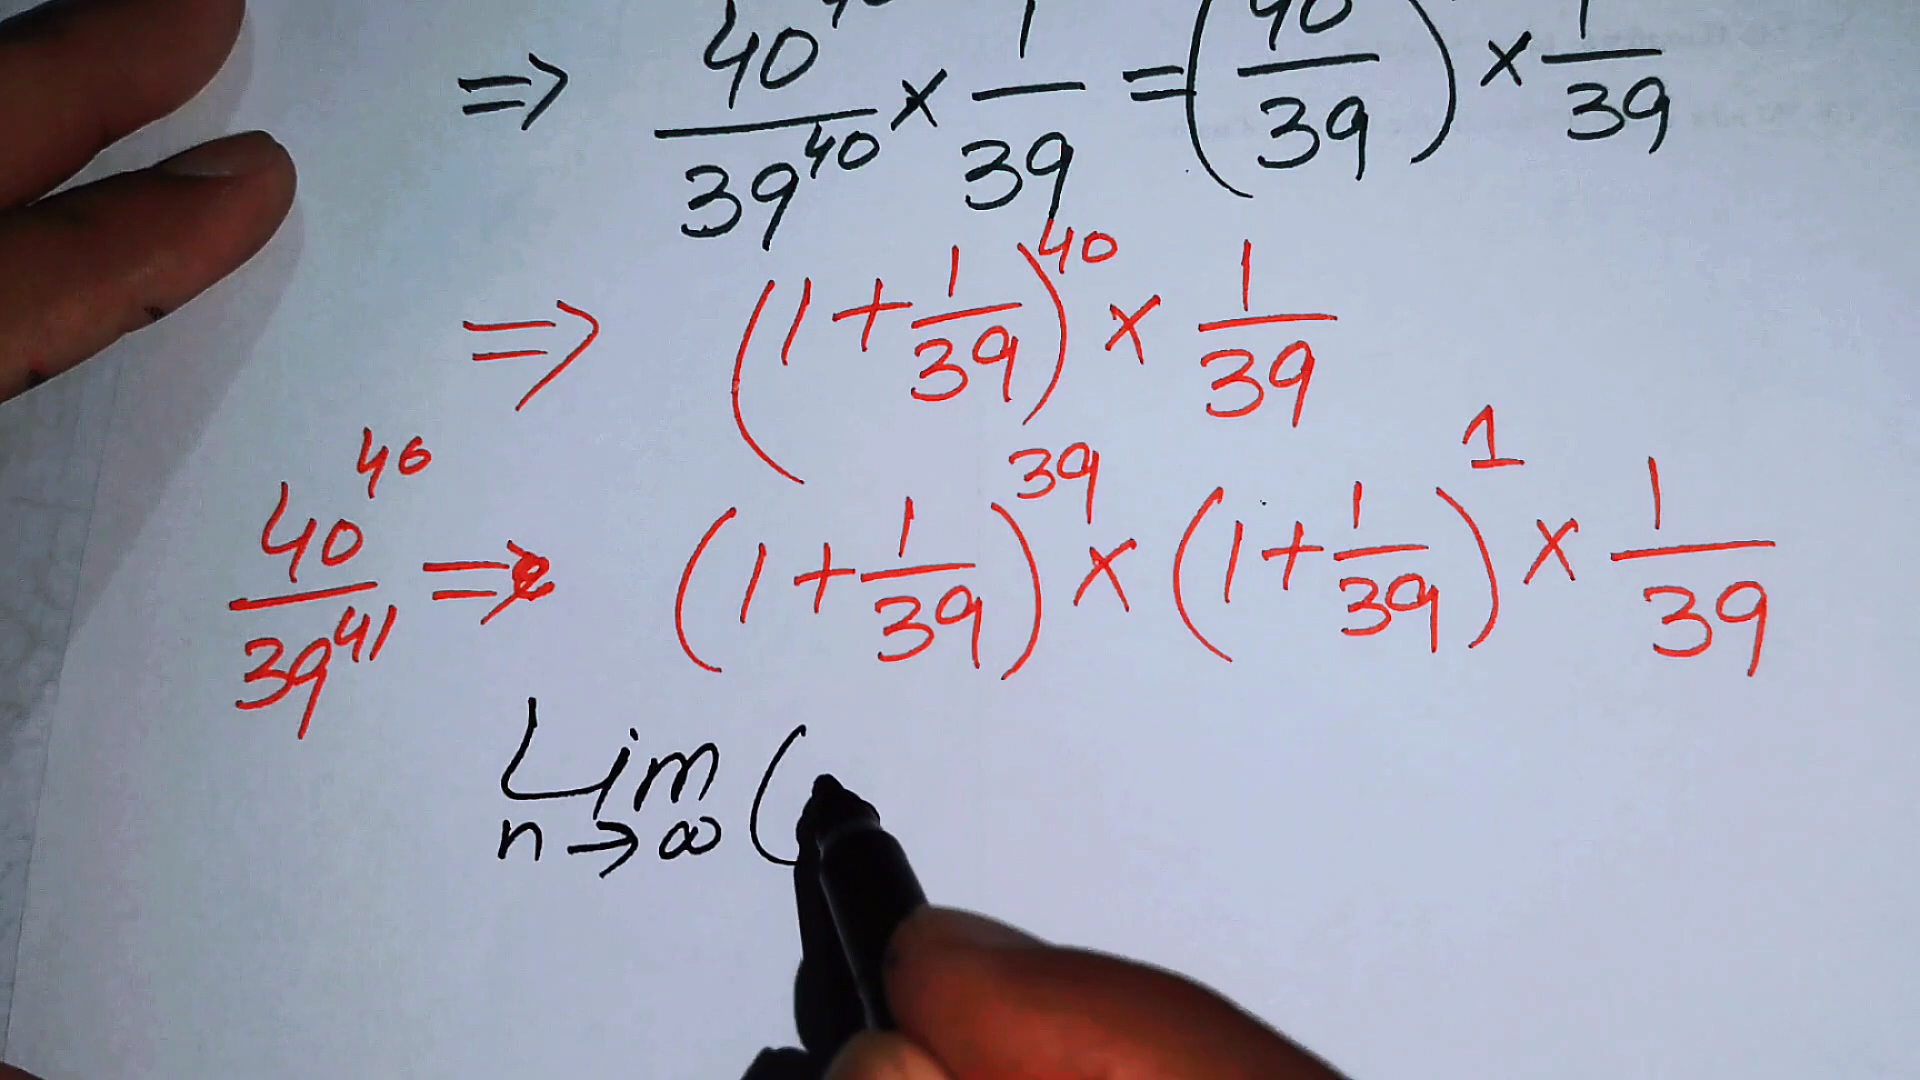 ⇒ 40^40/39^40 × 1/39 = (40/39) × 1/39
⇒ (1 + 1/39)^40 × 1/39
40^40/39^41 ⇒ (1 + 1/39)^39 × (1 + 1/39)^1 × 1/39
Lim n→∞ (